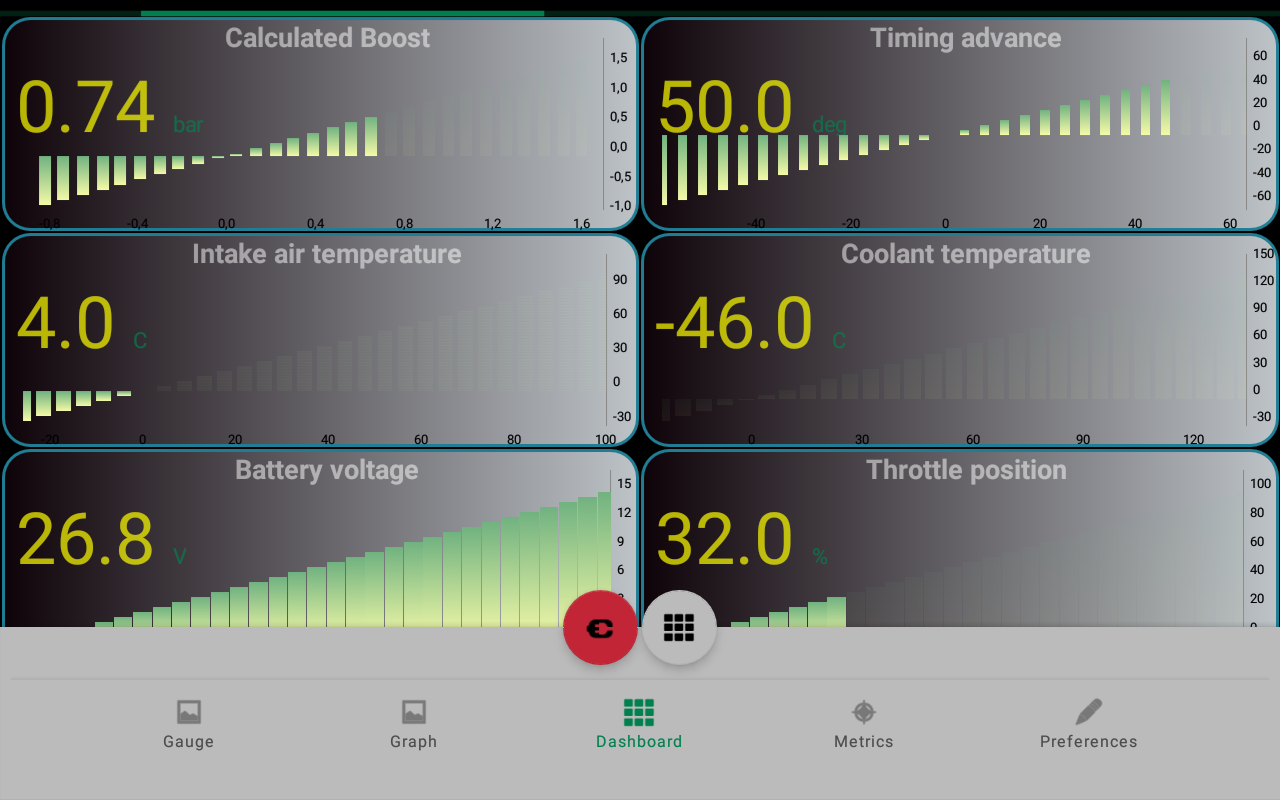 Calculated Boost
0.74 bar
1,5
1,0
0,5
0,0
-0,5
-1,0
-0,8 -0,4 0,0 0,4 0,8 1,2 1,6
Timing advance
50.0 deg
60
40
20
0
-20
-40
-60
-40 -20 0 20 40 60
Intake air temperature
4.0 C
90
60
30
0
-30
-20 0 20 40 60 80 100
Coolant temperature
-46.0 C
150
120
90
60
30
0
-30
0 30 60 90 120
Battery voltage
26.8 V
15
12
9
6
Throttle position
32.0 %
100
80
60
40
20
0
Gauge Graph Dashboard Metrics Preferences